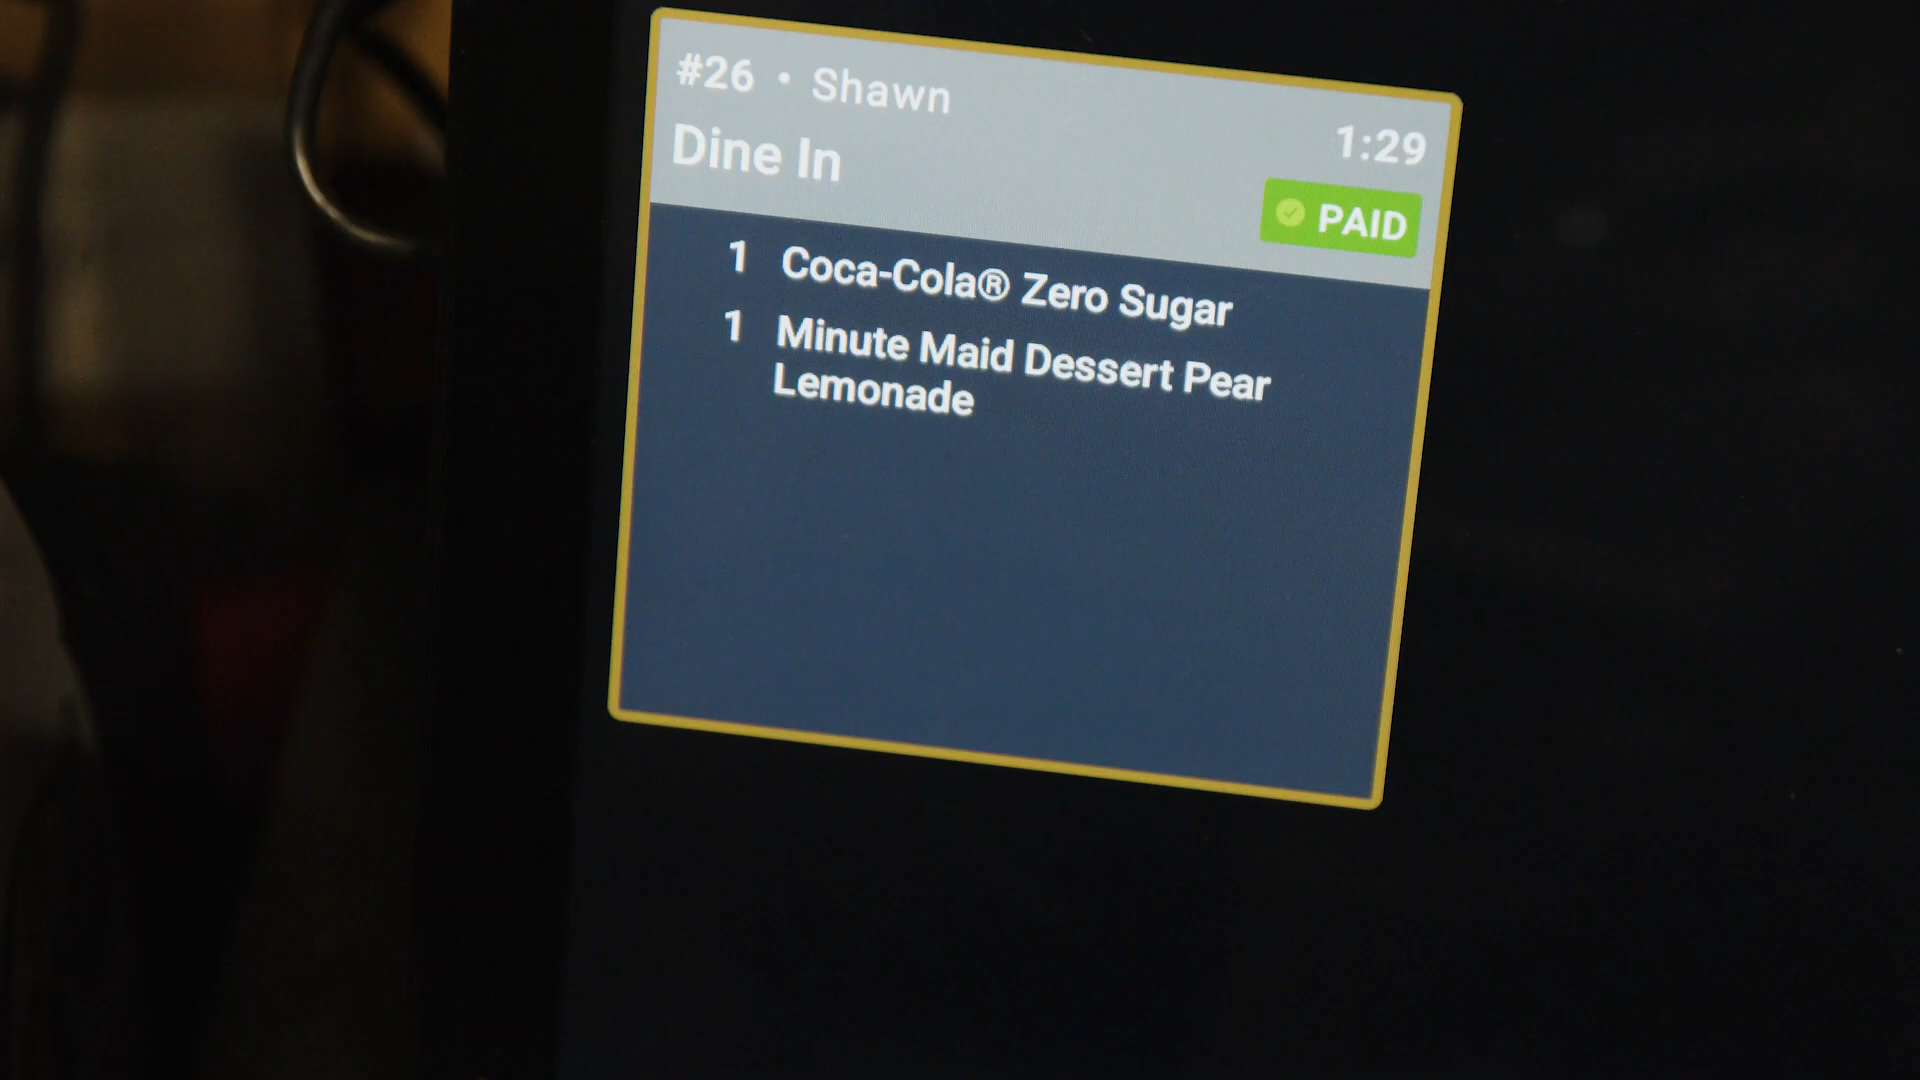 #26 • Shawn
1:29
Dine In
PAID
1 Coca-Cola® Zero Sugar
1 Minute Maid Dessert Pear
Lemonade